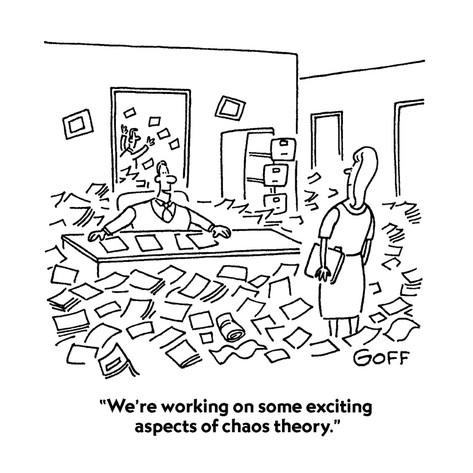 GOFF
"We're working on some exciting
aspects of chaos theory."